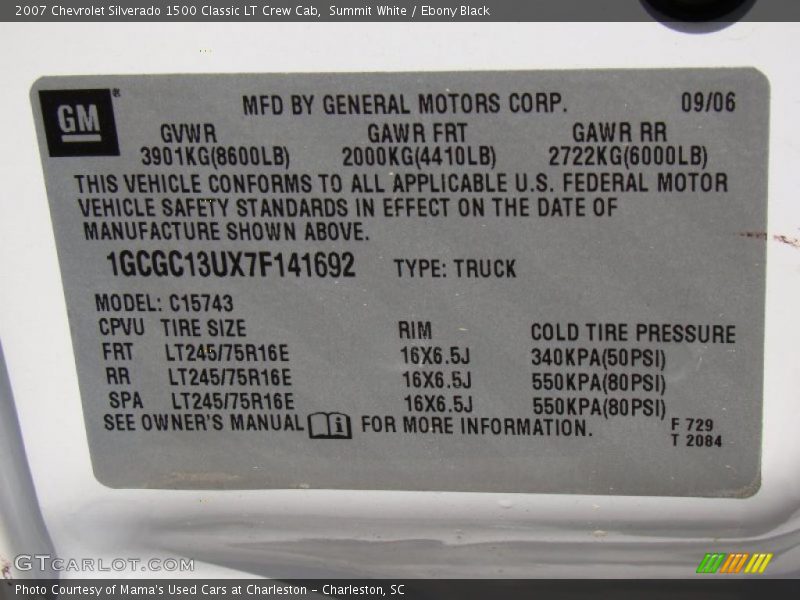 2007 Chevrolet Silverado 1500 Classic LT Crew Cab, Summit White / Ebony Black
GM®
MFD BY GENERAL MOTORS CORP. 09/06
GVWR GAWR FRT GAWR RR
3901KG(8600LB) 2000KG(4410LB) 2722KG(6000LB)
THIS VEHICLE CONFORMS TO ALL APPLICABLE U.S. FEDERAL MOTOR
VEHICLE SAFETY STANDARDS IN EFFECT ON THE DATE OF
MANUFACTURE SHOWN ABOVE.
1GCGC13UX7F141692 TYPE: TRUCK
MODEL: C15743
CPVU TIRE SIZE RIM COLD TIRE PRESSURE
FRT LT245/75R16E 16X6.5J 340KPA(50PSI)
RR LT245/75R16E 16X6.5J 550KPA(80PSI)
SPA LT245/75R16E 16X6.5J 550KPA(80PSI)
SEE OWNER'S MANUAL i FOR MORE INFORMATION.
F 729
T 2084
GTcarlot.com
Photo Courtesy of Mama's Used Cars at Charleston - Charleston, SC